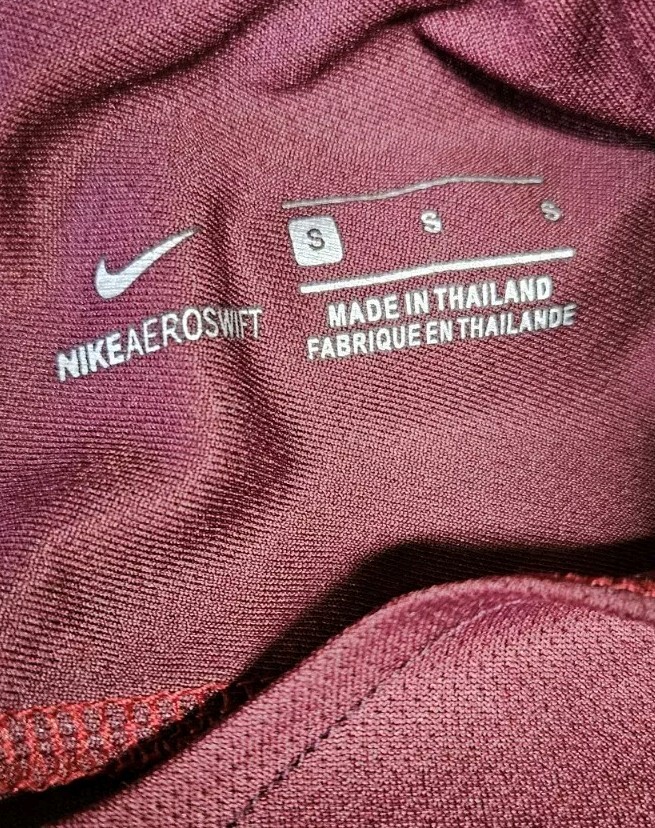 S S S
MADE IN THAILAND
FABRIQUE EN THAILANDE
NIKEAEROSWIFT